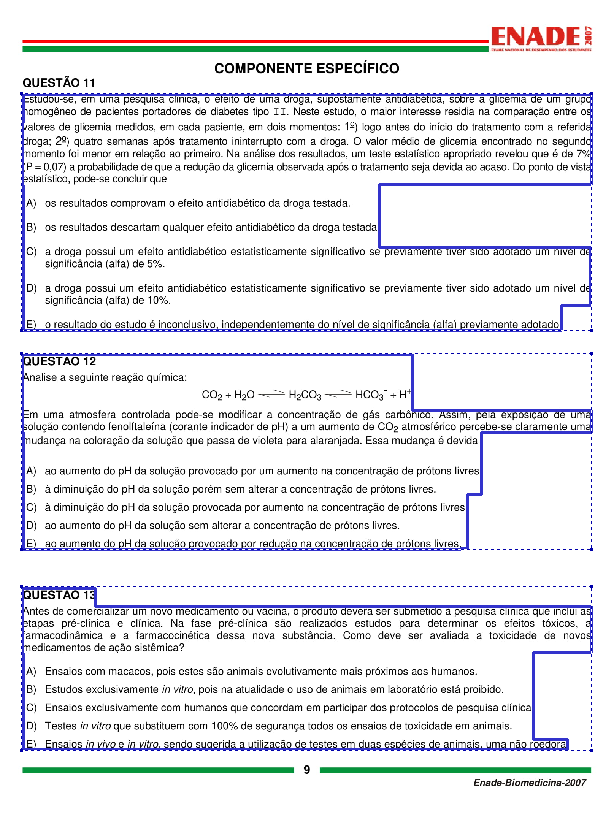 ENADE 2007
EXAME NACIONAL DE DESEMPENHO DOS ESTUDANTES
COMPONENTE ESPECÍFICO
QUESTÃO 11
Estudou-se, em uma pesquisa clínica, o efeito de uma droga, supostamente antidiabética, sobre a glicemia de um grupo
homogêneo de pacientes portadores de diabetes tipo II. Neste estudo, o maior interesse residia na comparação entre os
valores de glicemia medidos, em cada paciente, em dois momentos: 1º) logo antes do início do tratamento com a referida
droga; 2º) quatro semanas após tratamento ininterrupto com a droga. O valor médio de glicemia encontrado no segundo
momento foi menor em relação ao primeiro. Na análise dos resultados, um teste estatístico apropriado revelou que é de 7%
(P = 0,07) a probabilidade de que a redução da glicemia observada após o tratamento seja devida ao acaso. Do ponto de vista
estatístico, pode-se concluir que
A) os resultados comprovam o efeito antidiabético da droga testada.
B) os resultados descartam qualquer efeito antidiabético da droga testada
C) a droga possui um efeito antidiabético estatisticamente significativo se previamente tiver sido adotado um nível de
significância (alfa) de 5%.
D) a droga possui um efeito antidiabético estatisticamente significativo se previamente tiver sido adotado um nível de
significância (alfa) de 10%.
E) o resultado do estudo é inconclusivo, independentemente do nível de significância (alfa) previamente adotado
QUESTÃO 12
Analise a seguinte reação química:
CO2 + H2O ⇌ H2CO3 ⇌ HCO3- + H+
Em uma atmosfera controlada pode-se modificar a concentração de gás carbônico. Assim, pela exposição de uma
solução contendo fenolftaleína (corante indicador de pH) a um aumento de CO2 atmosférico percebe-se claramente uma
mudança na coloração da solução que passa de violeta para alaranjada. Essa mudança é devida
A) ao aumento do pH da solução provocado por um aumento na concentração de prótons livres
B) à diminuição do pH da solução porém sem alterar a concentração de prótons livres.
C) à diminuição do pH da solução provocada por aumento na concentração de prótons livres
D) ao aumento do pH da solução sem alterar a concentração de prótons livres.
E) ao aumento do pH da solução provocado por redução na concentração de prótons livres.
QUESTÃO 13
Antes de comercializar um novo medicamento ou vacina, o produto deverá ser submetido à pesquisa clínica que inclui as
etapas pré-clínica e clínica. Na fase pré-clínica são realizados estudos para determinar os efeitos tóxicos, a
farmacodinâmica e a farmacocinética dessa nova substância. Como deve ser avaliada a toxicidade de novos
medicamentos de ação sistêmica?
A) Ensaios com macacos, pois estes são animais evolutivamente mais próximos aos humanos.
B) Estudos exclusivamente in vitro, pois na atualidade o uso de animais em laboratório está proibido.
C) Ensaios exclusivamente com humanos que concordam em participar dos protocolos de pesquisa clínica
D) Testes in vitro que substituem com 100% de segurança todos os ensaios de toxicidade em animais.
E) Ensaios in vivo e in vitro, sendo sugerida a utilização de testes em duas espécies de animais, uma não roedora
9
Enade-Biomedicina-2007